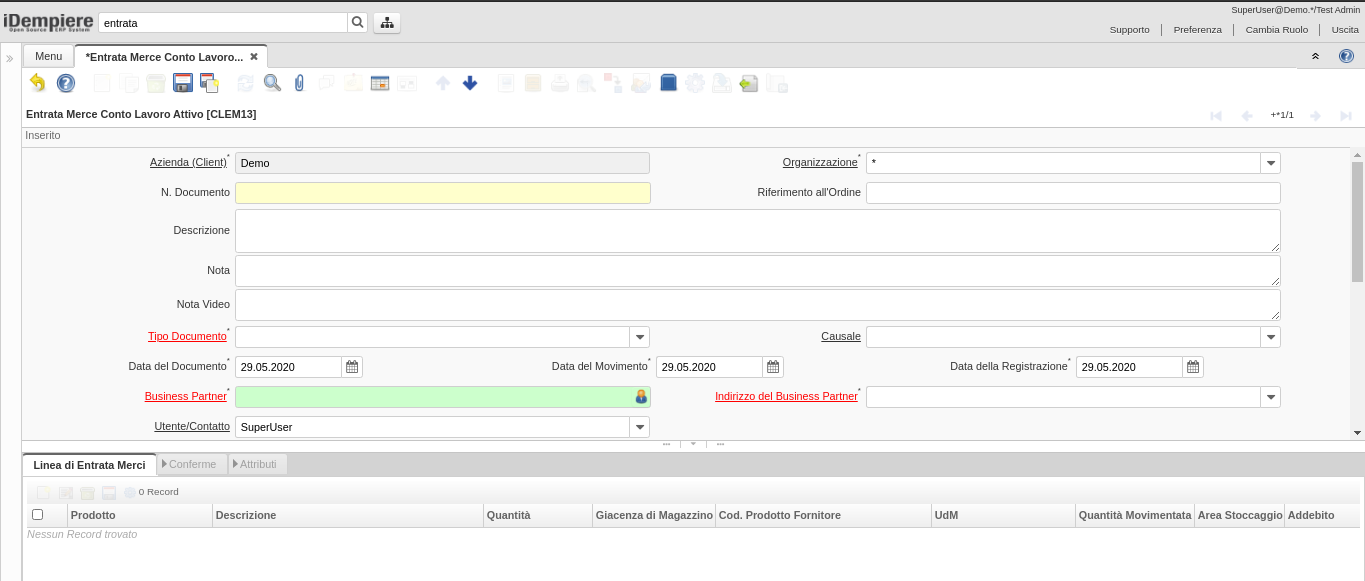 SuperUser@Demo.*/Test Admin
iDempiere
Open Source ERP System
entrata
Supporto Preferenza Cambia Ruolo Uscita
Menu *Entrata Merce Conto Lavoro...
Entrata Merce Conto Lavoro Attivo [CLEM13] +*1/1
Inserito
Azienda (Client)* Demo Organizzazione* *
N. Documento Riferimento all'Ordine
Descrizione
Nota
Nota Video
Tipo Documento* Causale
Data del Documento* 29.05.2020 Data del Movimento* 29.05.2020 Data della Registrazione* 29.05.2020
Business Partner* Indirizzo del Business Partner*
Utente/Contatto SuperUser
Linea di Entrata Merci Conferme Attributi
0 Record
Prodotto Descrizione Quantità Giacenza di Magazzino Cod. Prodotto Fornitore UdM Quantità Movimentata Area Stoccaggio Addebito
Nessun Record trovato